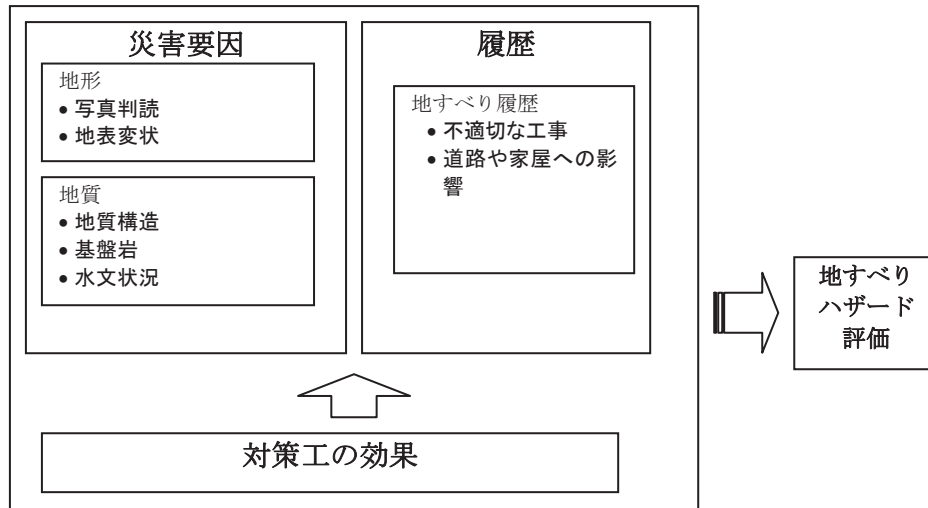 災害要因
地形
• 写真判読
• 地表変状
地質
• 地質構造
• 基盤岩
• 水文状況
履歴
地すべり履歴
• 不適切な工事
• 道路や家屋への影
響
対策工の効果
地すべり
ハザード
評価